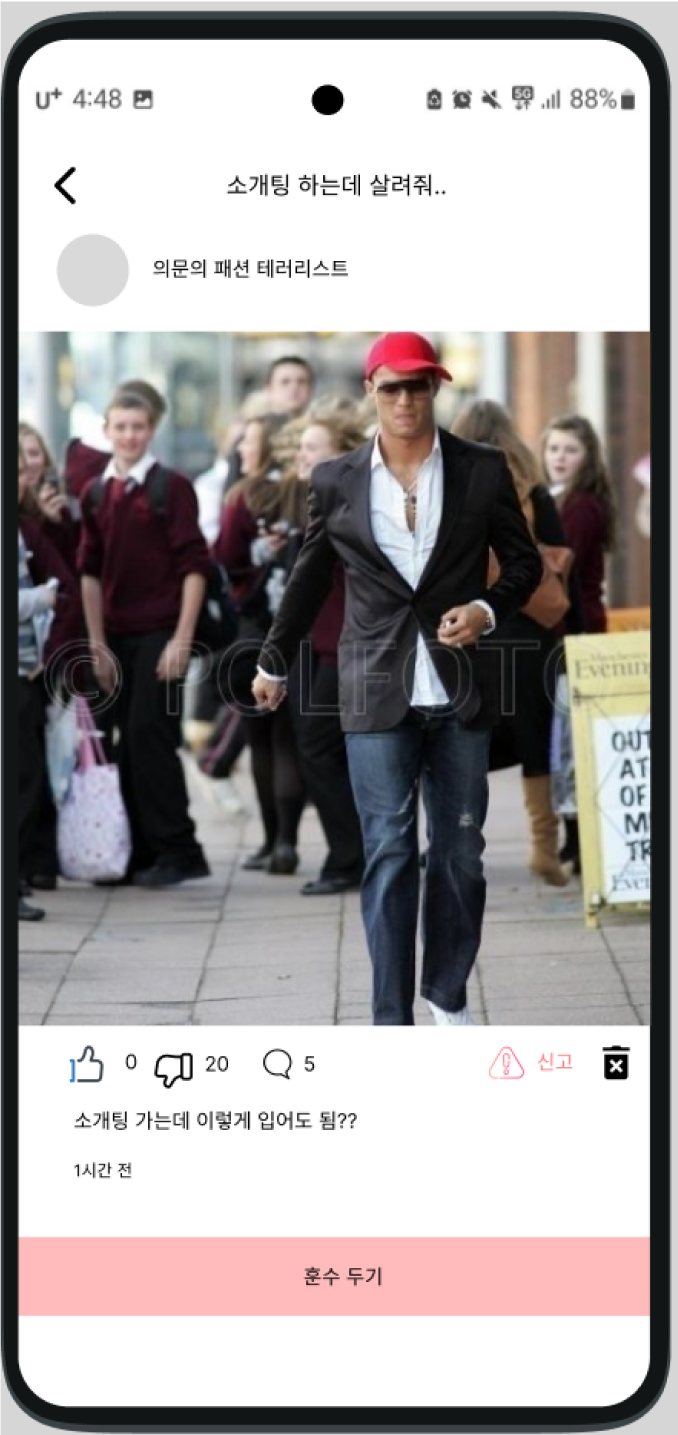 U+ 4:48 5G 88%
소개팅 하는데 살려줘..
의문의 패션 테러리스트
© POLFOTO
Manchester
Evening
OUT
AT
OF
TR
0 20 5 신고
소개팅 가는데 이렇게 입어도 됨??
1시간 전
훈수 두기